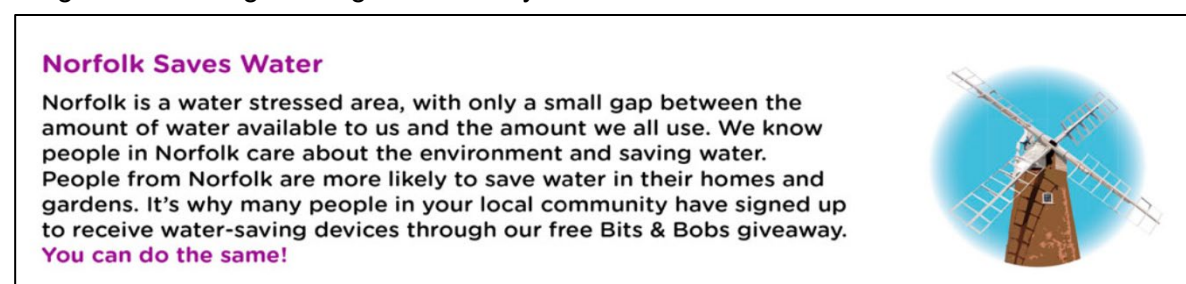 Norfolk Saves Water
Norfolk is a water stressed area, with only a small gap between the
amount of water available to us and the amount we all use. We know
people in Norfolk care about the environment and saving water.
People from Norfolk are more likely to save water in their homes and
gardens. It’s why many people in your local community have signed up
to receive water-saving devices through our free Bits & Bobs giveaway.
You can do the same!